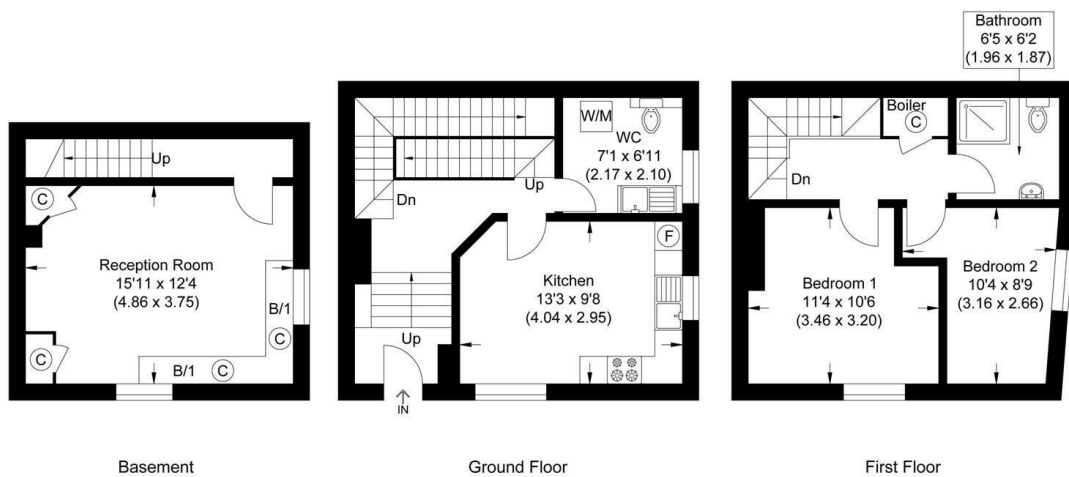 Up
C
Reception Room
15'11 x 12'4
(4.86 x 3.75)
B/1
C
C
B/1
C
Basement
W/M
WC
7'1 x 6'11
(2.17 x 2.10)
Up
Dn
F
Kitchen
13'3 x 9'8
(4.04 x 2.95)
Up
IN
Ground Floor
Bathroom
6'5 x 6'2
(1.96 x 1.87)
Boiler
C
Dn
Bedroom 1
11'4 x 10'6
(3.46 x 3.20)
Bedroom 2
10'4 x 8'9
(3.16 x 2.66)
First Floor